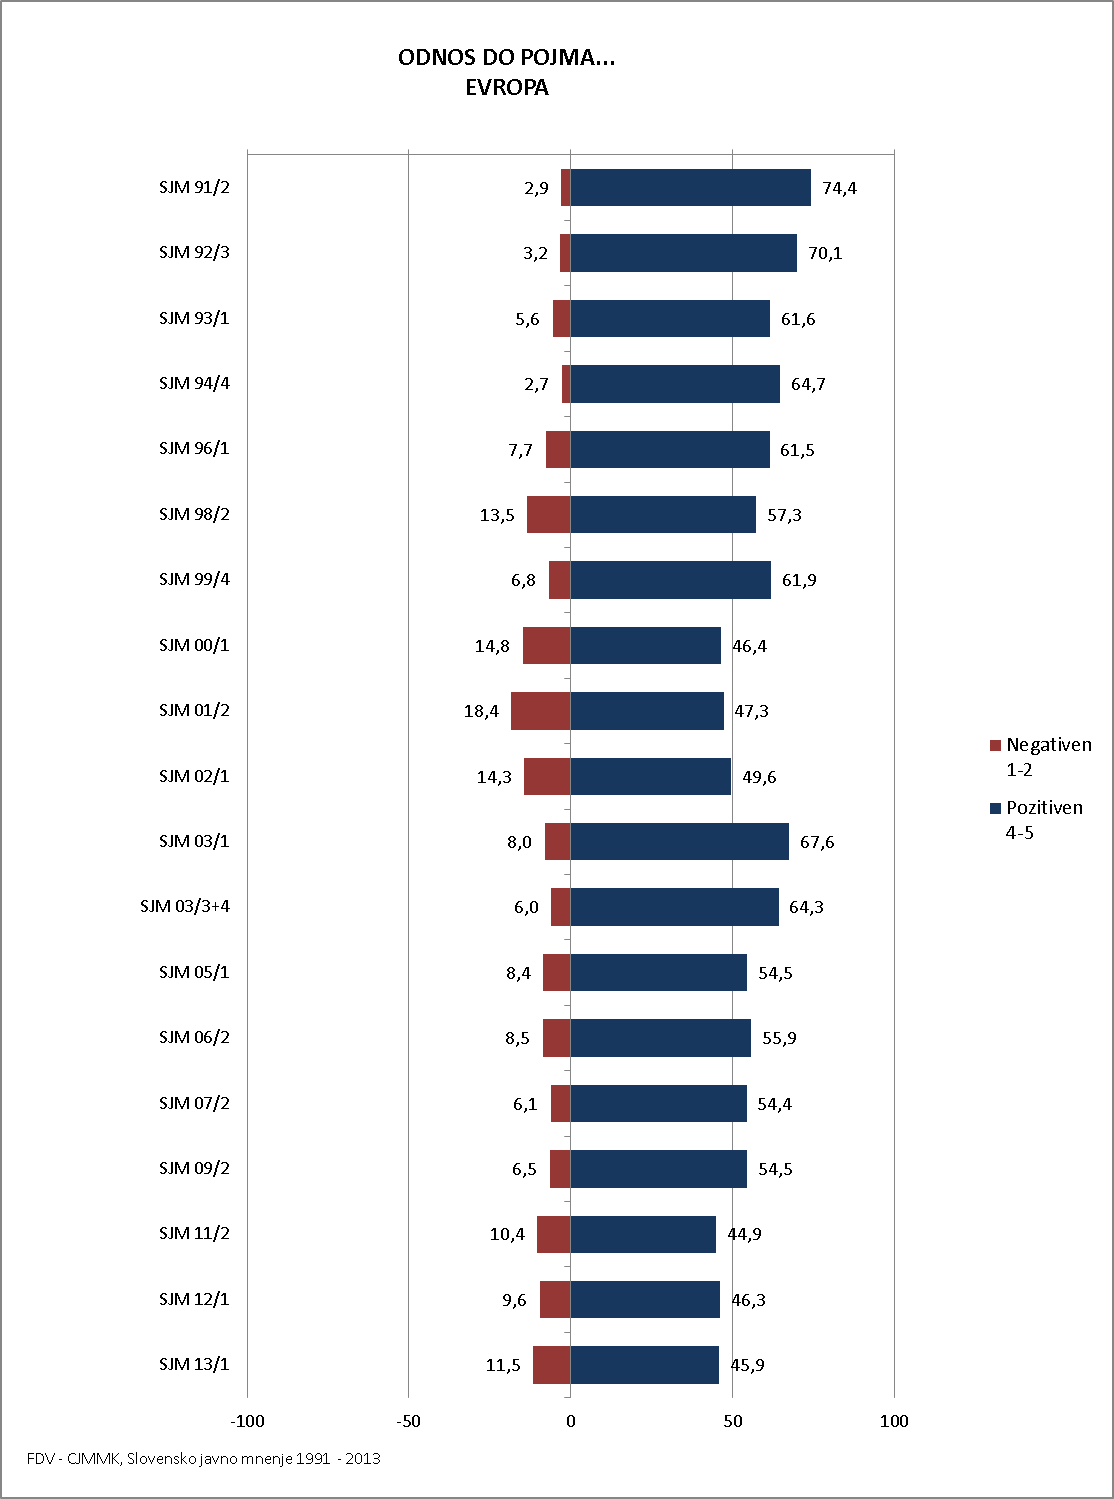 ODNOS DO POJMA...
EVROPA
SJM 91/2 2,9 74,4
SJM 92/3 3,2 70,1
SJM 93/1 5,6 61,6
SJM 94/4 2,7 64,7
SJM 96/1 7,7 61,5
SJM 98/2 13,5 57,3
SJM 99/4 6,8 61,9
SJM 00/1 14,8 46,4
SJM 01/2 18,4 47,3
SJM 02/1 14,3 49,6
SJM 03/1 8,0 67,6
SJM 03/3+4 6,0 64,3
SJM 05/1 8,4 54,5
SJM 06/2 8,5 55,9
SJM 07/2 6,1 54,4
SJM 09/2 6,5 54,5
SJM 11/2 10,4 44,9
SJM 12/1 9,6 46,3
SJM 13/1 11,5 45,9
-100 -50 0 50 100
Negativen
1-2
Pozitiven
4-5
FDV - CJMMK, Slovensko javno mnenje 1991 - 2013